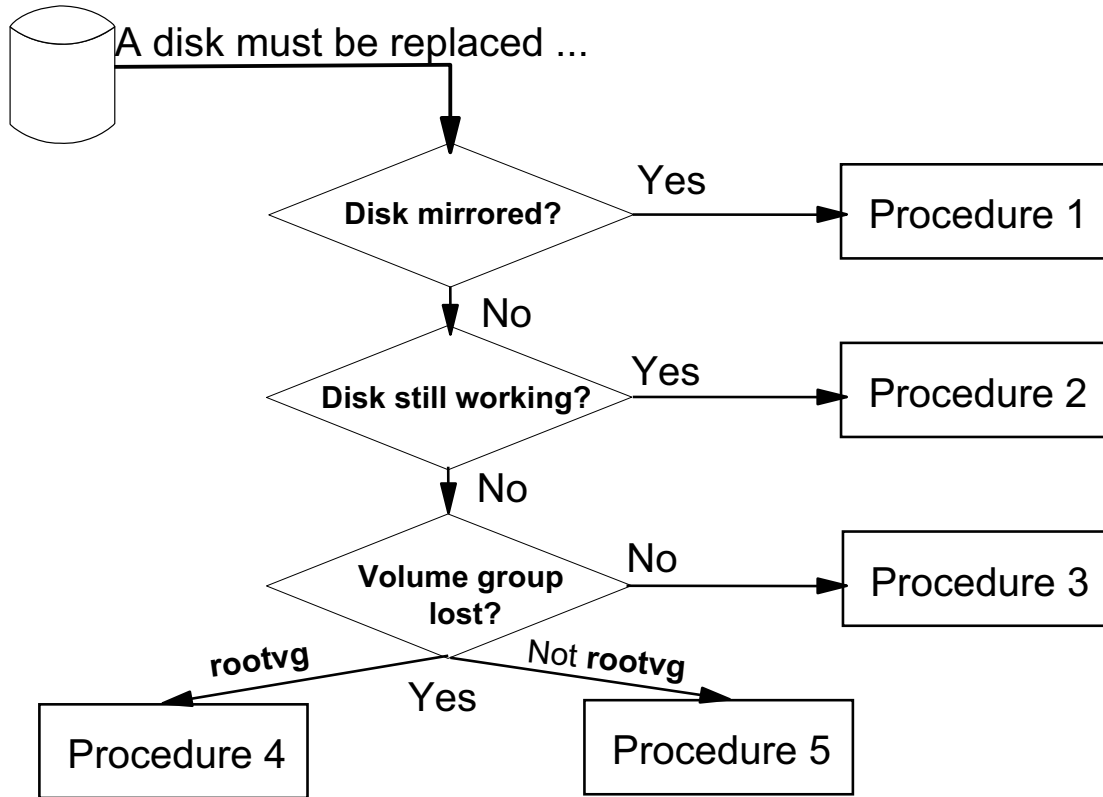 A disk must be replaced ...
Yes
Disk mirrored?
Procedure 1
No
Yes
Disk still working?
Procedure 2
No
No
Volume group
lost?
Procedure 3
rootvg
Not rootvg
Yes
Procedure 4
Procedure 5